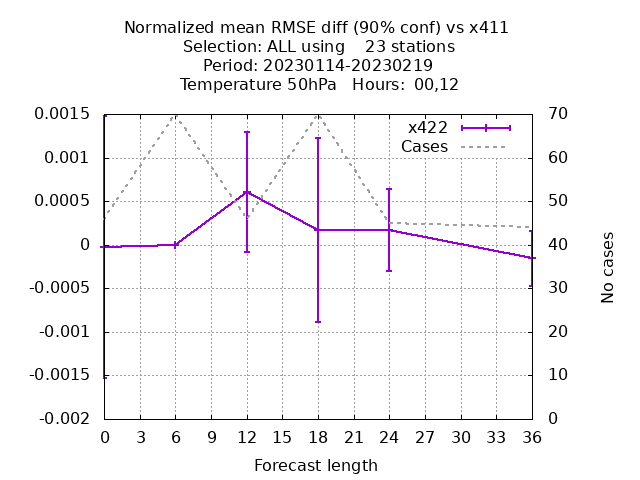 Normalized mean RMSE diff (90% conf) vs x411
Selection: ALL using    23 stations
Period: 20230114-20230219
Temperature 50hPa   Hours:  00,12
0.0015
0.001
0.0005
0
-0.0005
-0.001
-0.0015
-0.002
x422
Cases
70
60
50
40
30
20
10
0
No cases
0 3 6 9 12 15 18 21 24 27 30 33 36
Forecast length